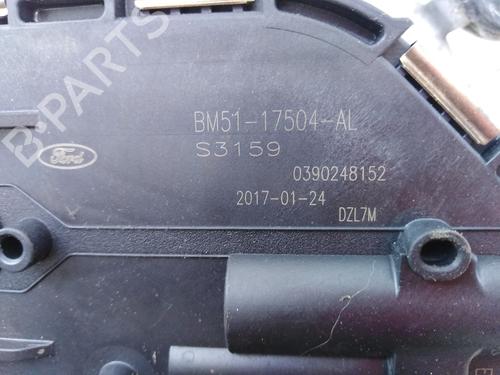 B-PARTS
BM51-17504-AL
S3159
Ford
0390248152
2017-01-24
DZL7M